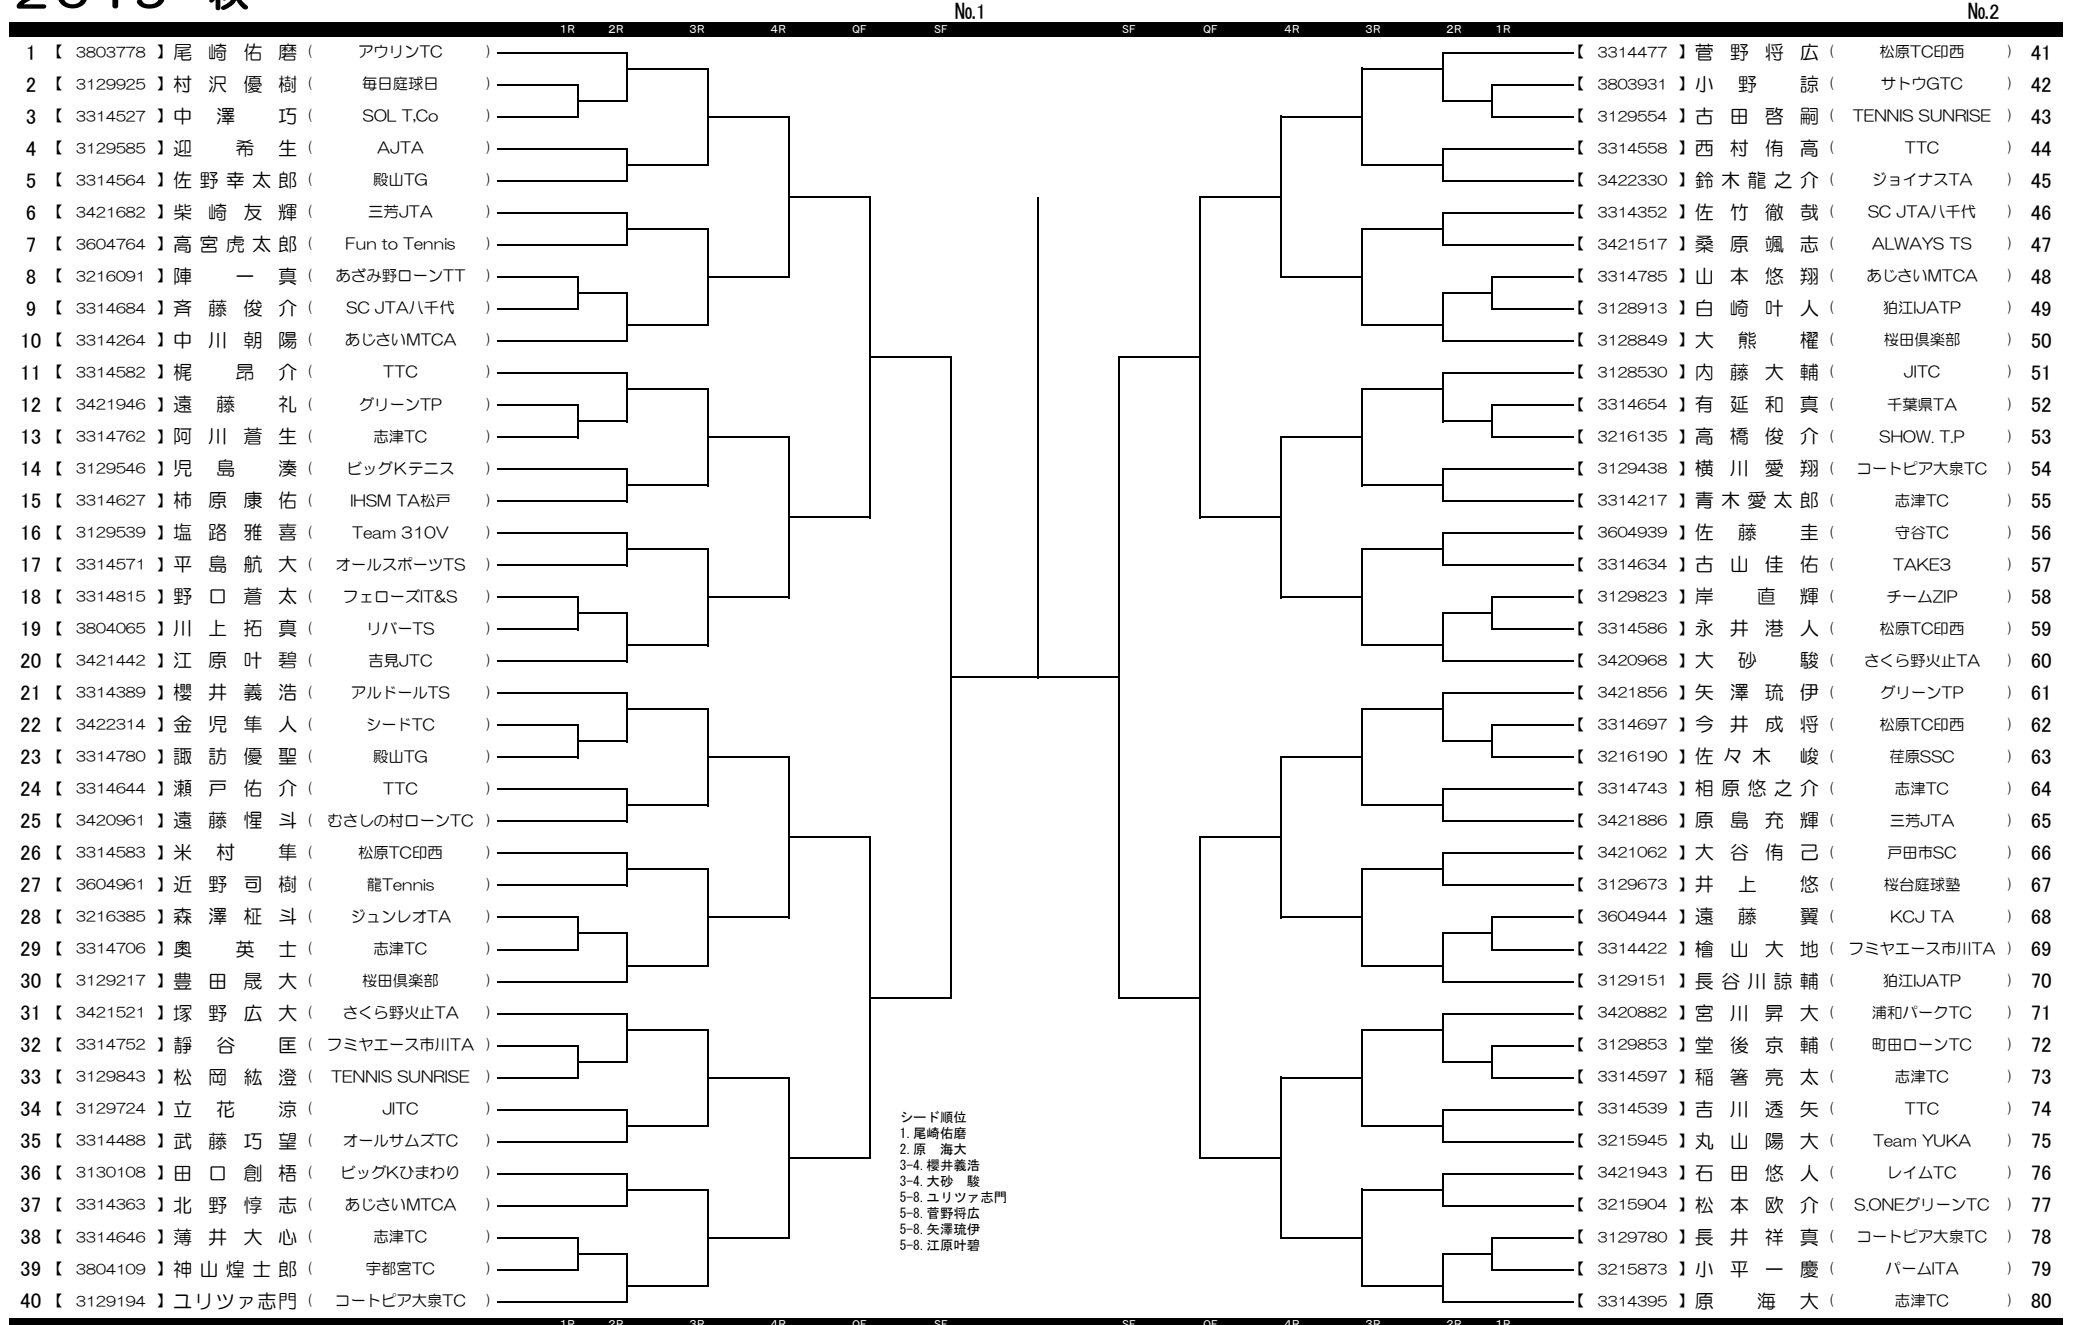 No.1 No.2
1R 2R 3R 4R QF SF SF QF 4R 3R 2R 1R
1 【 3803778 】 尾崎佑磨 ( アウリンTC )
2 【 3129925 】 村沢優樹 ( 毎日庭球日 )
3 【 3314527 】 中澤 巧 ( SOL T,Co )
4 【 3129585 】 迎 希生 ( AJTA )
5 【 3314564 】 佐野幸太郎 ( 殿山TG )
6 【 3421682 】 柴崎友輝 ( 三芳JTA )
7 【 3604764 】 高宮虎太郎 ( Fun to Tennis )
8 【 3216091 】 陣 一真 ( あざみ野ローンTT )
9 【 3314684 】 斉藤俊介 ( SC JTA八千代 )
10 【 3314264 】 中川朝陽 ( あじさいMTCA )
11 【 3314582 】 梶 昂介 ( TTC )
12 【 3421946 】 遠藤 礼 ( グリーンTP )
13 【 3314762 】 阿川蒼生 ( 志津TC )
14 【 3129546 】 児島 湊 ( ビッグKテニス )
15 【 3314627 】 柿原康佑 ( IHSM TA松戸 )
16 【 3129539 】 塩路雅喜 ( Team 310V )
17 【 3314571 】 平島航大 ( オールスポーツTS )
18 【 3314815 】 野口蒼太 ( フェローズIT&S )
19 【 3804065 】 川上拓真 ( リバーTS )
20 【 3421442 】 江原叶碧 ( 吉見JTC )
21 【 3314389 】 櫻井義浩 ( アルドールTS )
22 【 3422314 】 金児隼人 ( シードTC )
23 【 3314780 】 諏訪優聖 ( 殿山TG )
24 【 3314644 】 瀬戸佑介 ( TTC )
25 【 3420961 】 遠藤惺斗 ( むさしの村ローンTC )
26 【 3314583 】 米村 隼 ( 松原TC印西 )
27 【 3604961 】 近野司樹 ( 龍Tennis )
28 【 3216385 】 森澤柾斗 ( ジュンレオTA )
29 【 3314706 】 奥 英士 ( 志津TC )
30 【 3129217 】 豊田晟大 ( 桜田倶楽部 )
31 【 3421521 】 塚野広大 ( さくら野火止TA )
32 【 3314752 】 靜谷 匡 ( フミヤエース市川TA )
33 【 3129843 】 松岡紘澄 ( TENNIS SUNRISE )
34 【 3129724 】 立花 涼 ( JITC )
35 【 3314488 】 武藤巧望 ( オールサムズTC )
36 【 3130108 】 田口創梧 ( ビッグKひまわり )
37 【 3314363 】 北野惇志 ( あじさいMTCA )
38 【 3314646 】 薄井大心 ( 志津TC )
39 【 3804109 】 神山煌士郎 ( 宇都宮TC )
40 【 3129194 】 ユリツァ志門 ( コートピア大泉TC )
シード順位
1. 尾崎佑磨
2. 原 海大
3-4. 櫻井義浩
3-4. 大砂 駿
5-8. ユリツァ志門
5-8. 菅野将広
5-8. 矢澤琉伊
5-8. 江原叶碧
【 3314477 】 菅野将広 ( 松原TC印西 ) 41
【 3803931 】 小野 諒 ( サトウGTC ) 42
【 3129554 】 古田啓嗣 ( TENNIS SUNRISE ) 43
【 3314558 】 西村侑高 ( TTC ) 44
【 3422330 】 鈴木龍之介 ( ジョイナスTA ) 45
【 3314352 】 佐竹徹哉 ( SC JTA八千代 ) 46
【 3421517 】 桑原颯志 ( ALWAYS TS ) 47
【 3314785 】 山本悠翔 ( あじさいMTCA ) 48
【 3128913 】 白崎叶人 ( 狛江IJATP ) 49
【 3128849 】 大熊 櫂 ( 桜田倶楽部 ) 50
【 3128530 】 内藤大輔 ( JITC ) 51
【 3314654 】 有延和真 ( 千葉県TA ) 52
【 3216135 】 高橋俊介 ( SHOW. T.P ) 53
【 3129438 】 横川愛翔 ( コートピア大泉TC ) 54
【 3314217 】 青木愛太郎 ( 志津TC ) 55
【 3604939 】 佐藤 圭 ( 守谷TC ) 56
【 3314634 】 古山佳佑 ( TAKE3 ) 57
【 3129823 】 岸 直輝 ( チームZIP ) 58
【 3314586 】 永井港人 ( 松原TC印西 ) 59
【 3420968 】 大砂 駿 ( さくら野火止TA ) 60
【 3421856 】 矢澤琉伊 ( グリーンTP ) 61
【 3314697 】 今井成将 ( 松原TC印西 ) 62
【 3216190 】 佐々木 峻 ( 荏原SSC ) 63
【 3314743 】 相原悠之介 ( 志津TC ) 64
【 3421886 】 原島充輝 ( 三芳JTA ) 65
【 3421062 】 大谷侑己 ( 戸田市SC ) 66
【 3129673 】 井上 悠 ( 桜台庭球塾 ) 67
【 3604944 】 遠藤 翼 ( KCJ TA ) 68
【 3314422 】 檜山大地 ( フミヤエース市川TA ) 69
【 3129151 】 長谷川諒輔 ( 狛江IJATP ) 70
【 3420882 】 宮川昇大 ( 浦和パークTC ) 71
【 3129853 】 堂後京輔 ( 町田ローンTC ) 72
【 3314597 】 稲箸亮太 ( 志津TC ) 73
【 3314539 】 吉川透矢 ( TTC ) 74
【 3215945 】 丸山陽大 ( Team YUKA ) 75
【 3421943 】 石田悠人 ( レイムTC ) 76
【 3215904 】 松本欧介 ( S.ONEグリーンTC ) 77
【 3129780 】 長井祥真 ( コートピア大泉TC ) 78
【 3215873 】 小平一慶 ( パームITA ) 79
【 3314395 】 原 海大 ( 志津TC ) 80
1R 2R 3R 4R QF SF SF QF 4R 3R 2R 1R